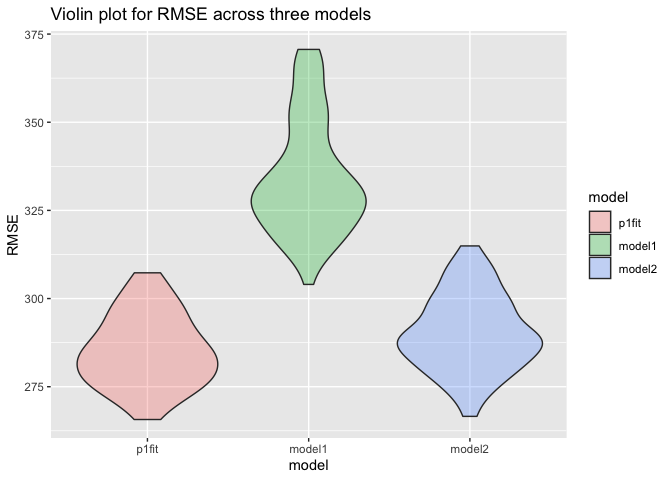 Violin plot for RMSE across three models
375
350
325
300
275
RMSE
p1fit
model1
model2
model
model
p1fit
model1
model2